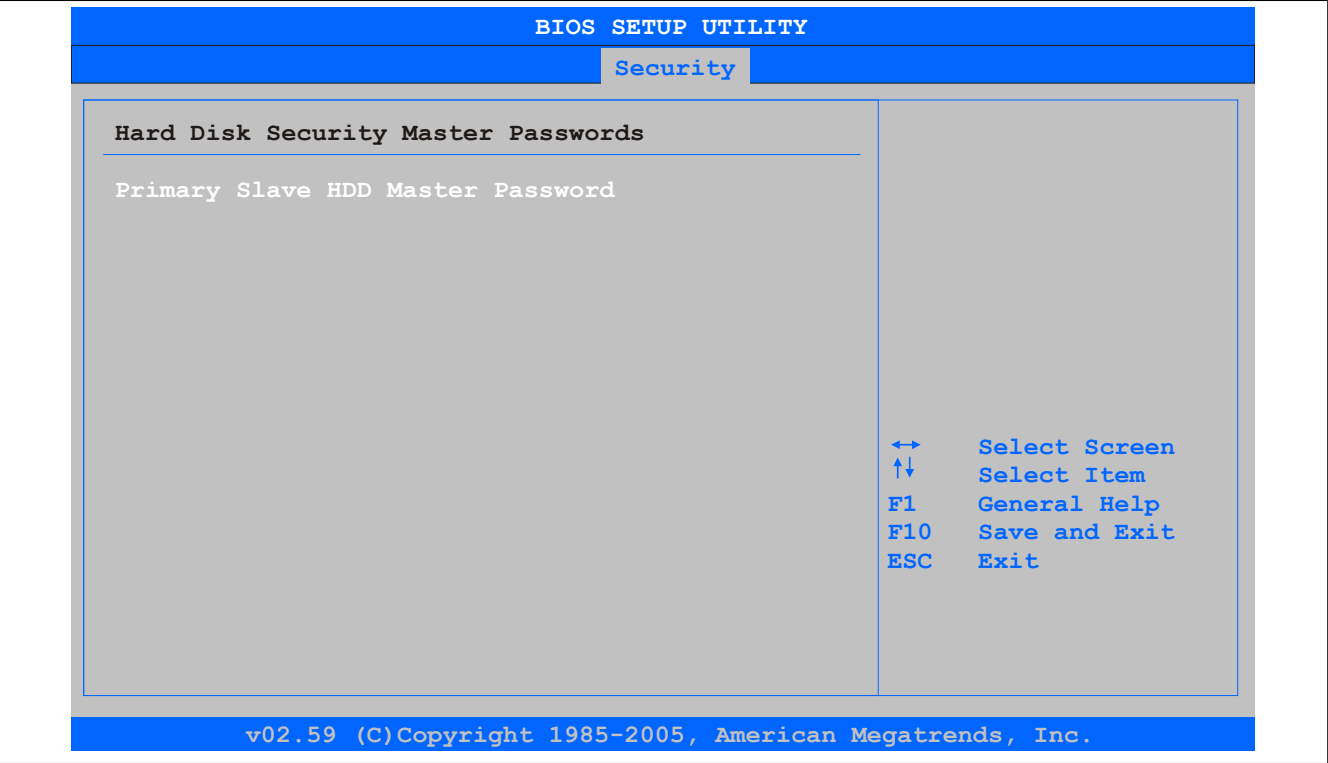 BIOS SETUP UTILITY
Security
Hard Disk Security Master Passwords
Primary Slave HDD Master Password
↔ Select Screen
↑↓ Select Item
F1 General Help
F10 Save and Exit
ESC Exit
v02.59 (C)Copyright 1985-2005, American Megatrends, Inc.